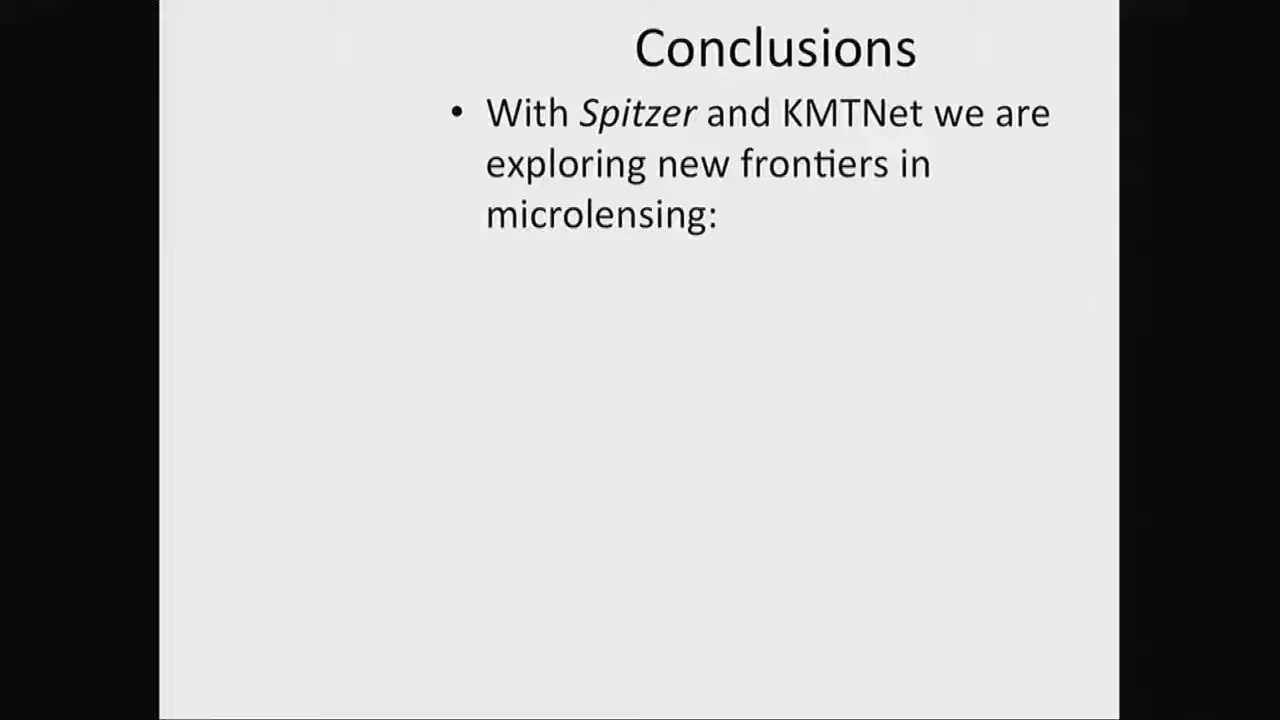 Conclusions
• With Spitzer and KMTNet we are
exploring new frontiers in
microlensing: